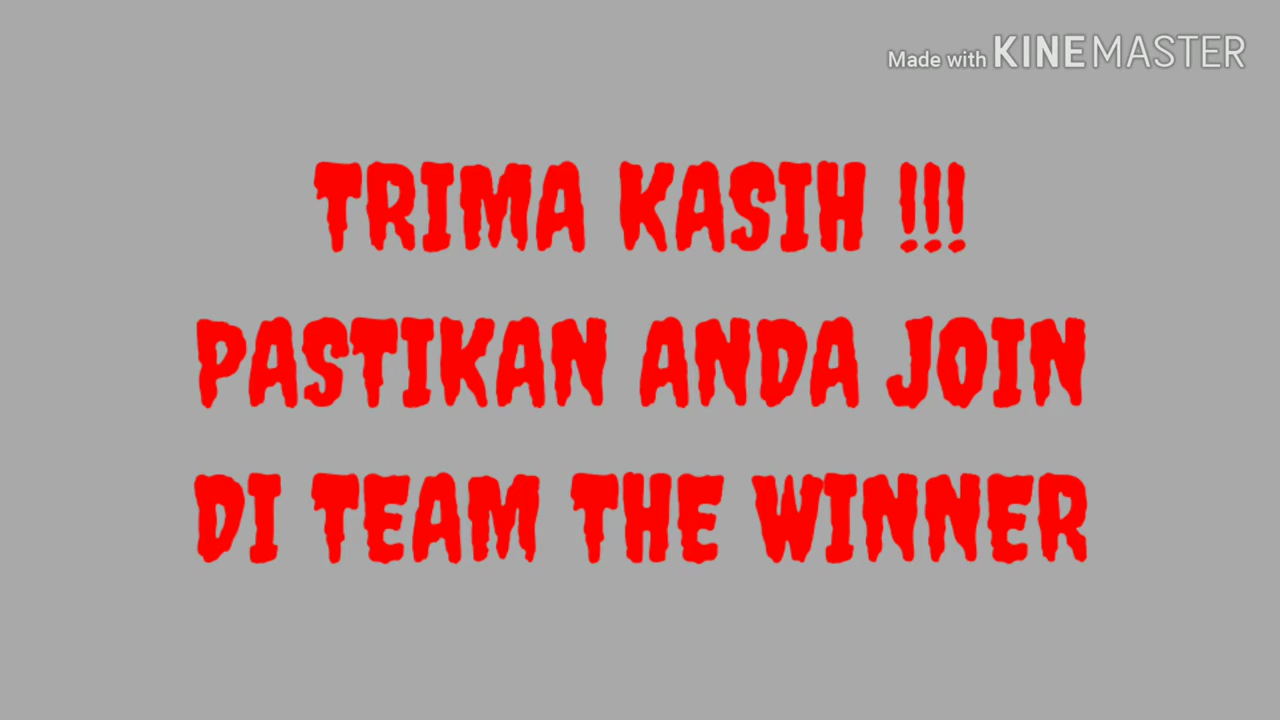 Made with KINEMASTER
TRIMA KASIH !!!
PASTIKAN ANDA JOIN
DI TEAM THE WINNER